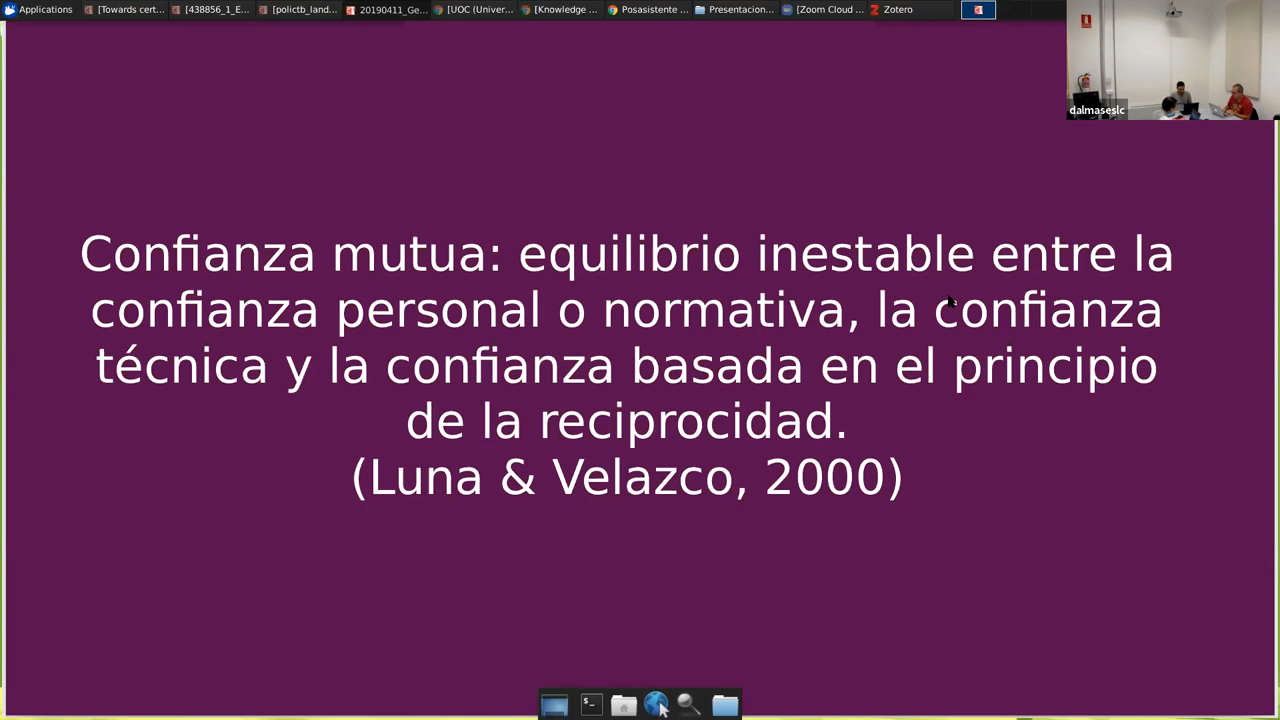 Applications
[Towards cert...
[438856_1_E...
[polictb_land...
20190411_Ge...
[UOC (Univer...
[Knowledge ...
Posasistente ...
Presentacion...
[Zoom Cloud ...
Zotero
dalmaseslc
Confianza mutua: equilibrio inestable entre la
confianza personal o normativa, la confianza
técnica y la confianza basada en el principio
de la reciprocidad.
(Luna & Velazco, 2000)
$_